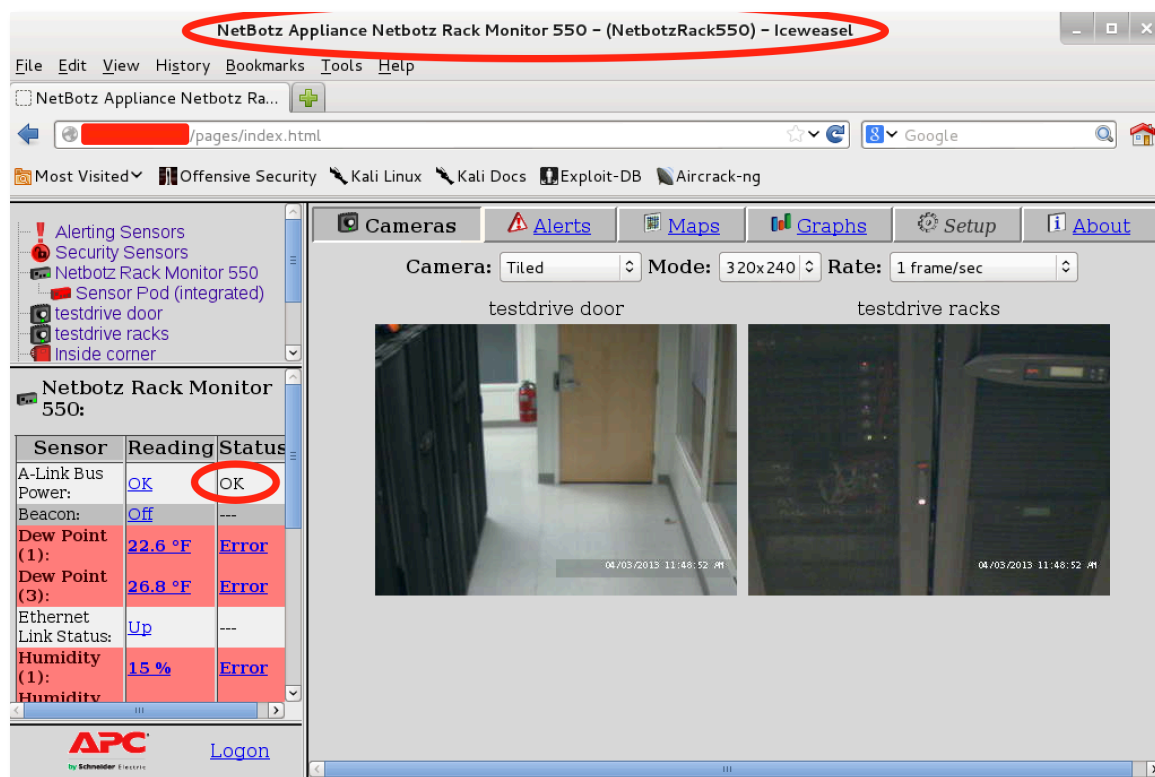 NetBotz Appliance Netbotz Rack Monitor 550 – (NetbotzRack550) – Iceweasel
File Edit View History Bookmarks Tools Help
NetBotz Appliance Netbotz Ra...
/pages/index.html
Google
Most Visited Offensive Security Kali Linux Kali Docs Exploit-DB Aircrack-ng
Alerting Sensors
Security Sensors
Netbotz Rack Monitor 550
Sensor Pod (integrated)
testdrive door
testdrive racks
Inside corner
Cameras Alerts Maps Graphs Setup About
Camera: Tiled Mode: 320x240 Rate: 1 frame/sec
testdrive door testdrive racks
04/03/2013 11:48:52 AM 04/03/2013 11:48:52 AM
Netbotz Rack Monitor
550:
Sensor Reading Status
A-Link Bus
Power: OK OK
Beacon: Off ---
Dew Point
(1): 22.6 °F Error
Dew Point
(3): 26.8 °F Error
Ethernet
Link Status: Up ---
Humidity
(1): 15 % Error
Humidity
APC
by Schneider Electric
Logon